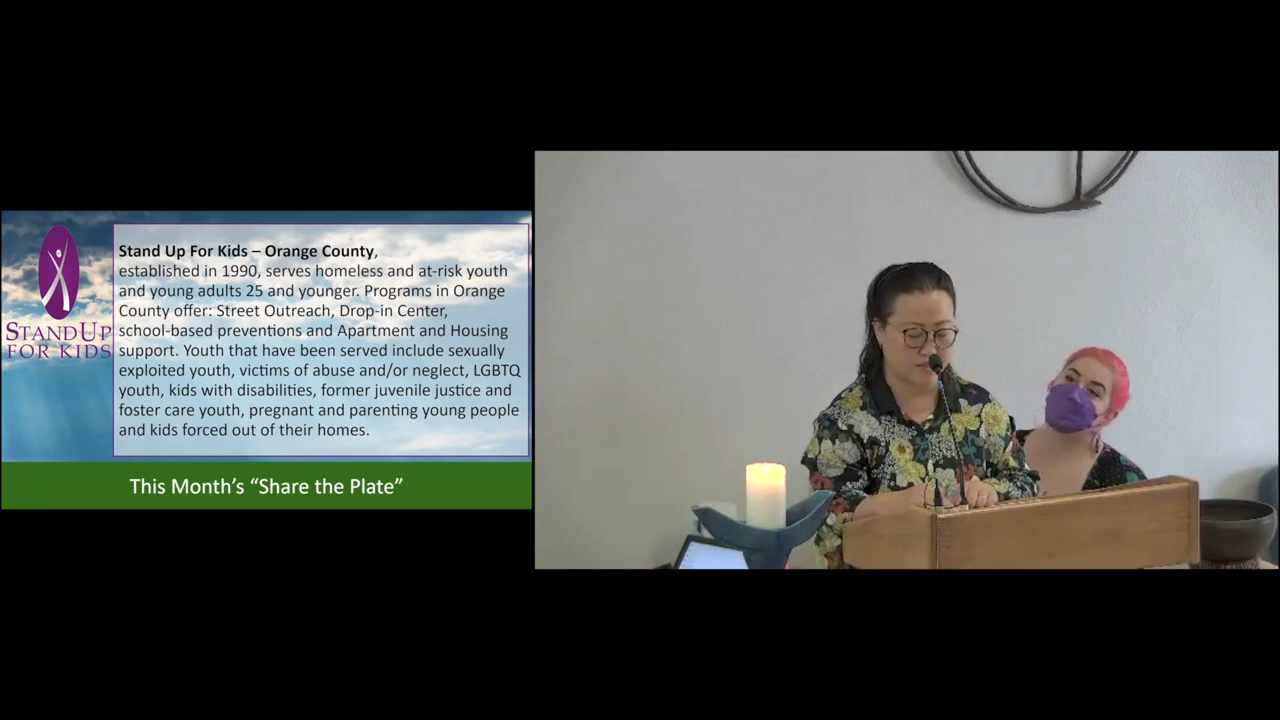 STANDUP
FOR KIDS
Stand Up For Kids – Orange County,
established in 1990, serves homeless and at-risk youth
and young adults 25 and younger. Programs in Orange
County offer: Street Outreach, Drop-in Center,
school-based preventions and Apartment and Housing
support. Youth that have been served include sexually
exploited youth, victims of abuse and/or neglect, LGBTQ
youth, kids with disabilities, former juvenile justice and
foster care youth, pregnant and parenting young people
and kids forced out of their homes.
This Month’s “Share the Plate”